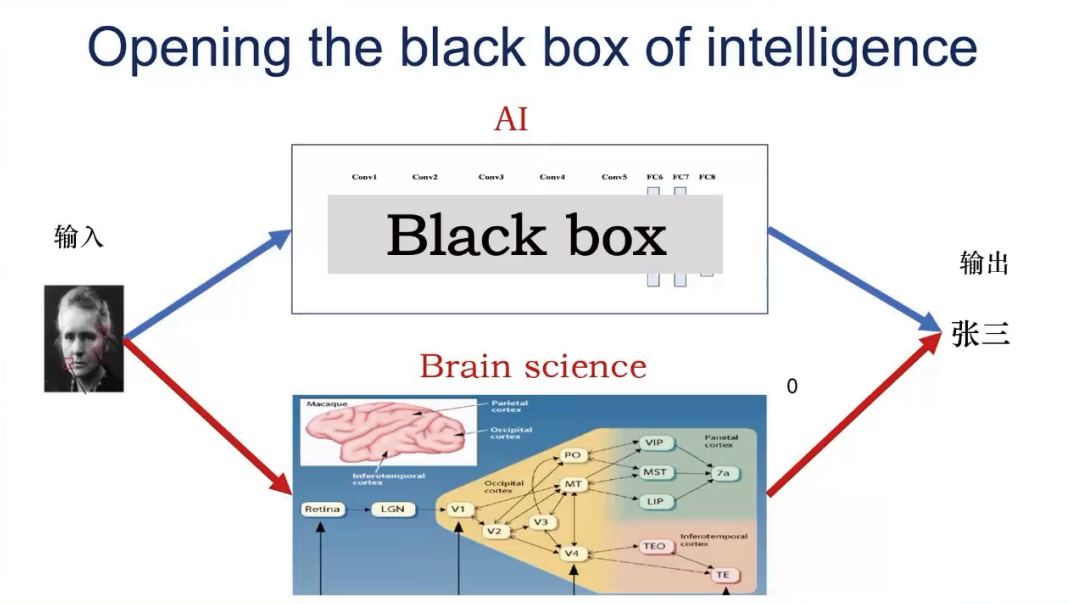 Opening the black box of intelligence
AI
Conv1 Conv2 Conv3 Conv4 Conv5 FC6 FC7 FC8
Black box
输入
输出
张三
Brain science
0
Macaque
Parietal
cortex
Occipital
cortex
Inferotemporal
cortex
Retina
LGN
V1
Occipital
cortex
V2
V3
V4
PO
MT
VIP
MST
LIP
Parietal
cortex
7a
TEO
Inferotemporal
cortex
TE